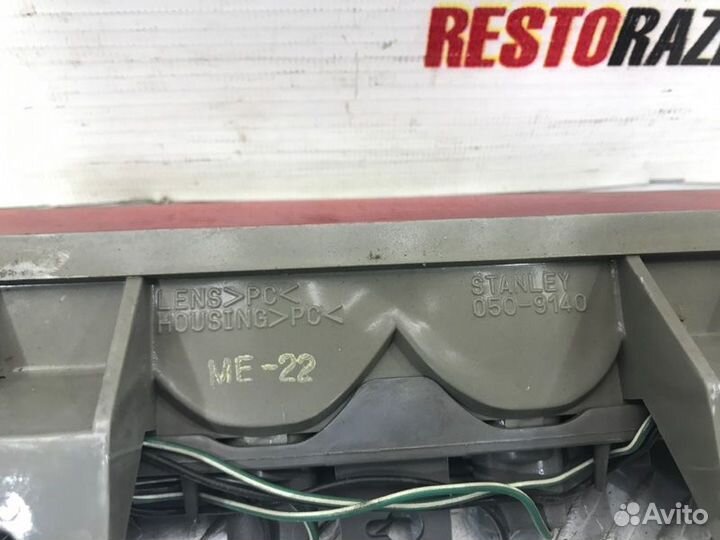 RESTORAZ
LENS>PC<
HOUSING>PC<
STANLEY
050-9140
ME-22
Avito